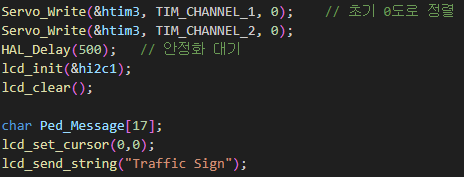 Servo_Write(&htim3, TIM_CHANNEL_1, 0);    // 초기 0도로 정렬
Servo_Write(&htim3, TIM_CHANNEL_2, 0);
HAL_Delay(500);   // 안정화 대기
lcd_init(&hi2c1);
lcd_clear();
char Ped_Message[17];
lcd_set_cursor(0,0);
lcd_send_string("Traffic Sign");